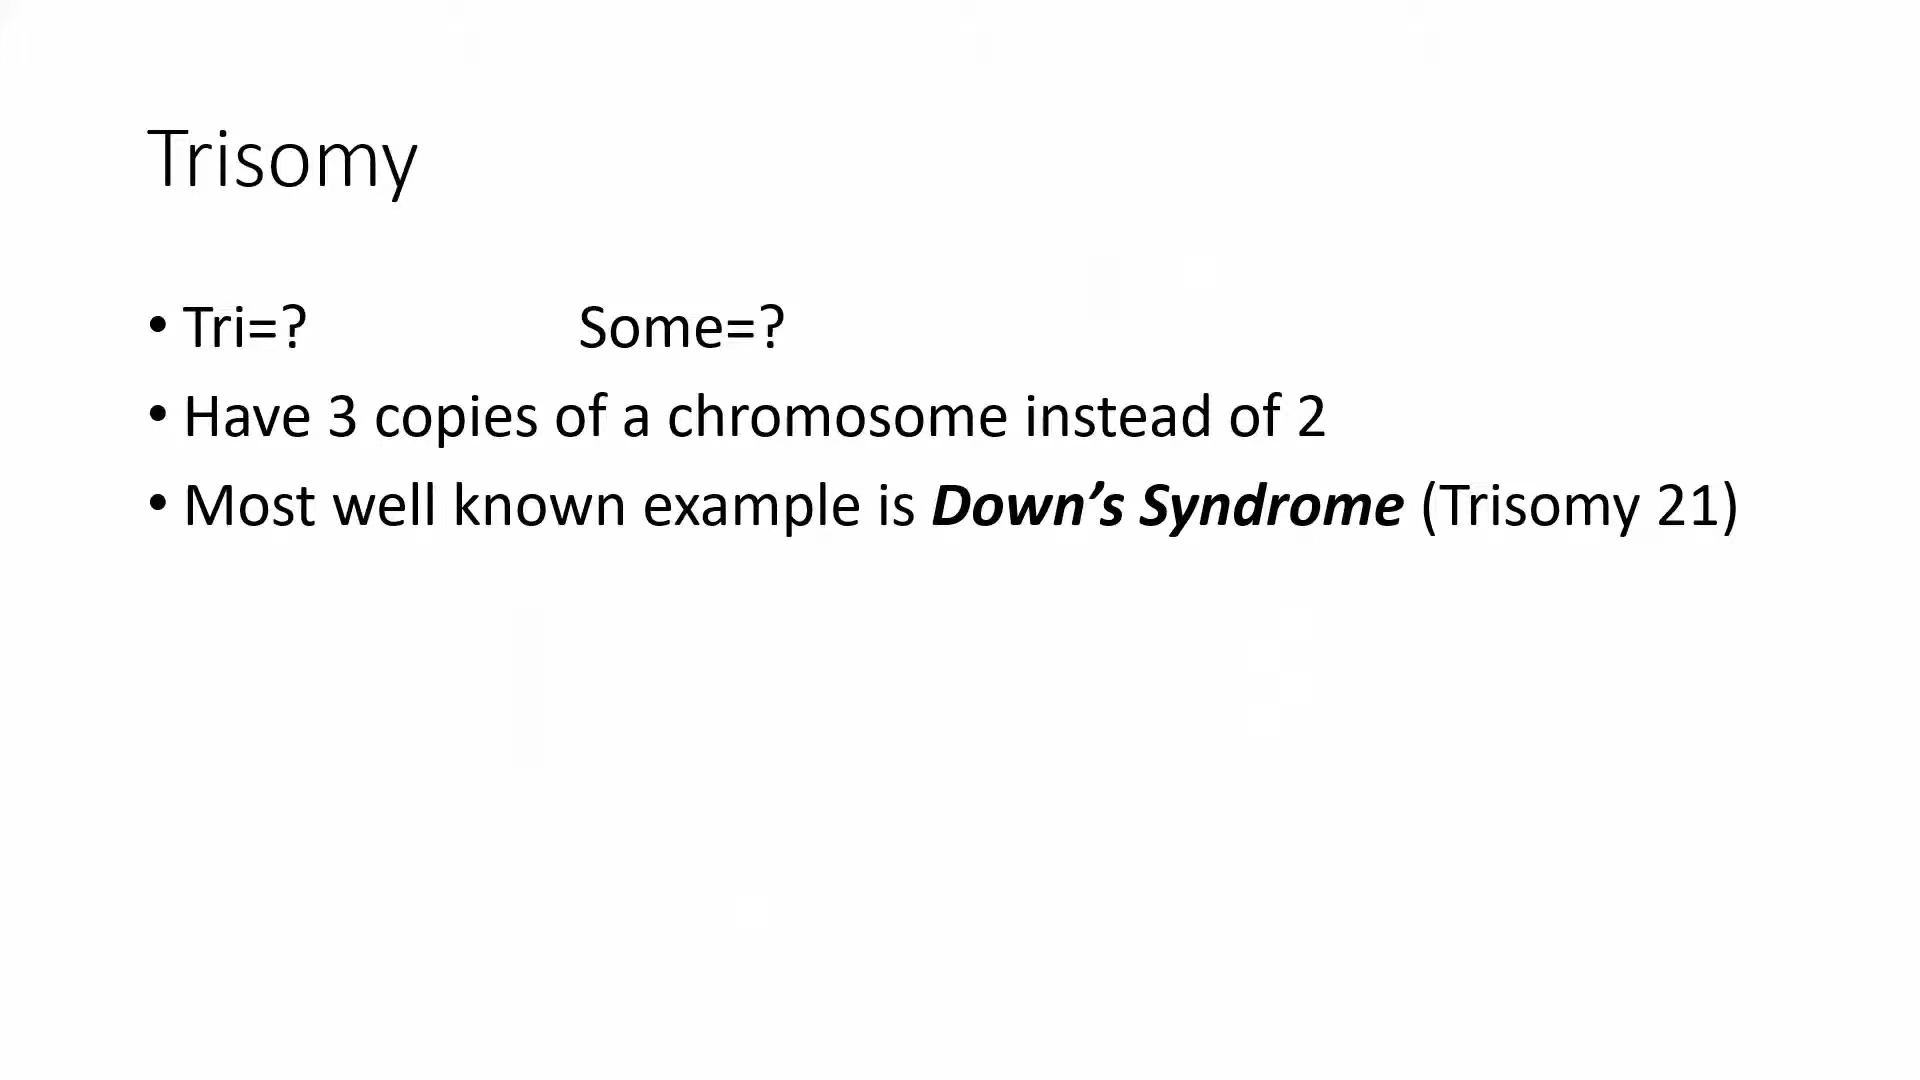 Trisomy
• Tri=? Some=?
• Have 3 copies of a chromosome instead of 2
• Most well known example is Down’s Syndrome (Trisomy 21)